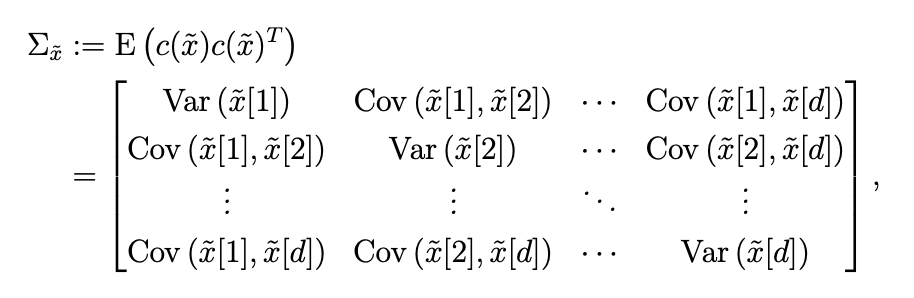 Σ_x̃ := E (c(x̃)c(x̃)^T)
= [ Var (x̃[1]) Cov (x̃[1], x̃[2]) ⋯ Cov (x̃[1], x̃[d])
Cov (x̃[1], x̃[2]) Var (x̃[2]) ⋯ Cov (x̃[2], x̃[d])
⋮ ⋮ ⋱ ⋮
Cov (x̃[1], x̃[d]) Cov (x̃[2], x̃[d]) ⋯ Var (x̃[d]) ] ,